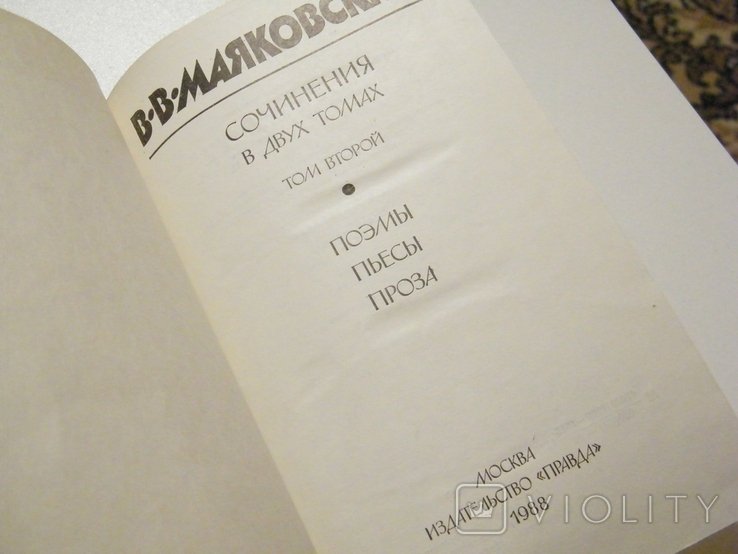 В·В·МАЯКОВСК
СОЧИНЕНИЯ
В ДВУХ ТОМАХ
ТОМ ВТОРОЙ
ПОЭМЫ
ПЬЕСЫ
ПРОЗА
МОСКВА
ИЗДАТЕЛЬСТВО «ПРАВДА»
1988
VIOLITY